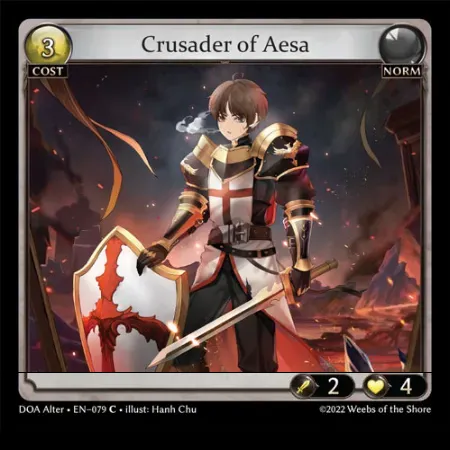 3
COST
Crusader of Aesa
NORM
2
4
DOA Alter • EN-079 C • illust: Hanh Chu
©2022 Weebs of the Shore